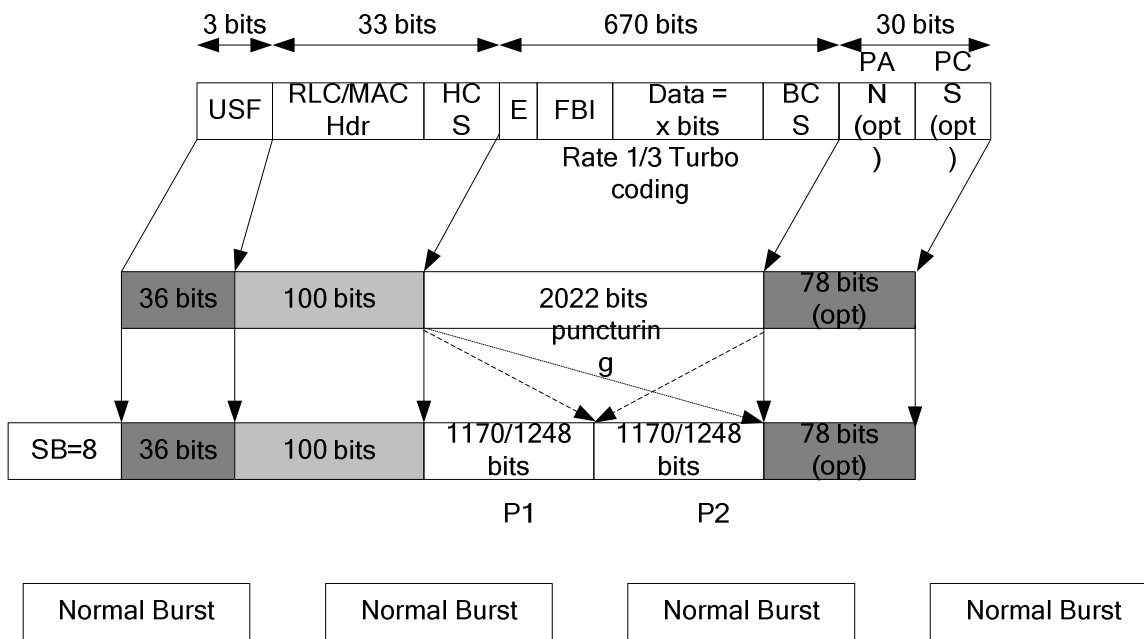 3 bits 33 bits 670 bits 30 bits
USF
RLC/MAC
Hdr
HC
S
E
FBI
Data =
x bits
BC
S
PA
N
(opt
)
PC
S
(opt
)
Rate 1/3 Turbo
coding
36 bits
100 bits
2022 bits
78 bits
(opt)
puncturin
g
SB=8
36 bits
100 bits
1170/1248
bits
1170/1248
bits
78 bits
(opt)
P1 P2
Normal Burst Normal Burst Normal Burst Normal Burst